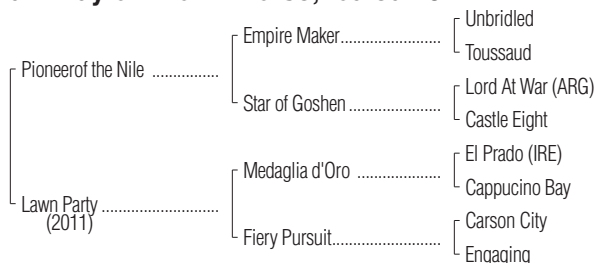 Unbridled
Empire Maker
Toussaud
Pioneerof the Nile
Lord At War (ARG)
Star of Goshen
Castle Eight
El Prado (IRE)
Medaglia d'Oro
Cappucino Bay
Lawn Party
(2011)
Carson City
Fiery Pursuit
Engaging